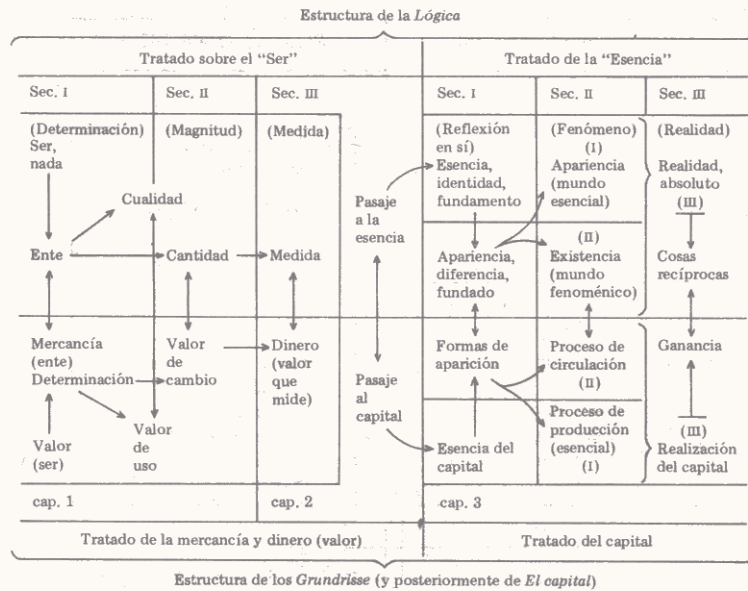 Estructura de la Lógica
Tratado sobre el "Ser"
Tratado de la "Esencia"
Sec. I
Sec. II
Sec. III
Sec. I
Sec. II
Sec. III
(Determinación)
Ser,
nada
(Magnitud)
(Medida)
Cualidad
Ente
Cantidad
Medida
Pasaje
a la
esencia
(Reflexión
en sí)
Esencia,
identidad,
fundamento
(Fenómeno)
(I)
Apariencia
(mundo
esencial)
(Realidad)
Realidad,
absoluto
(III)
Apariencia,
diferencia,
fundado
(II)
Existencia
(mundo
fenoménico)
Cosas
recíprocas
Mercancía
(ente)
Determinación
Valor
de
cambio
Dinero
(valor
que
mide)
Valor
(ser)
Valor
de
uso
Pasaje
al
capital
Formas de
aparición
Proceso de
circulación
(II)
Ganancia
Esencia del
capital
Proceso de
producción
(esencial)
(I)
(III)
Realización
del capital
cap. 1
cap. 2
cap. 3
Tratado de la mercancía y dinero (valor)
Tratado del capital
Estructura de los Grundrisse (y posteriormente de El capital)